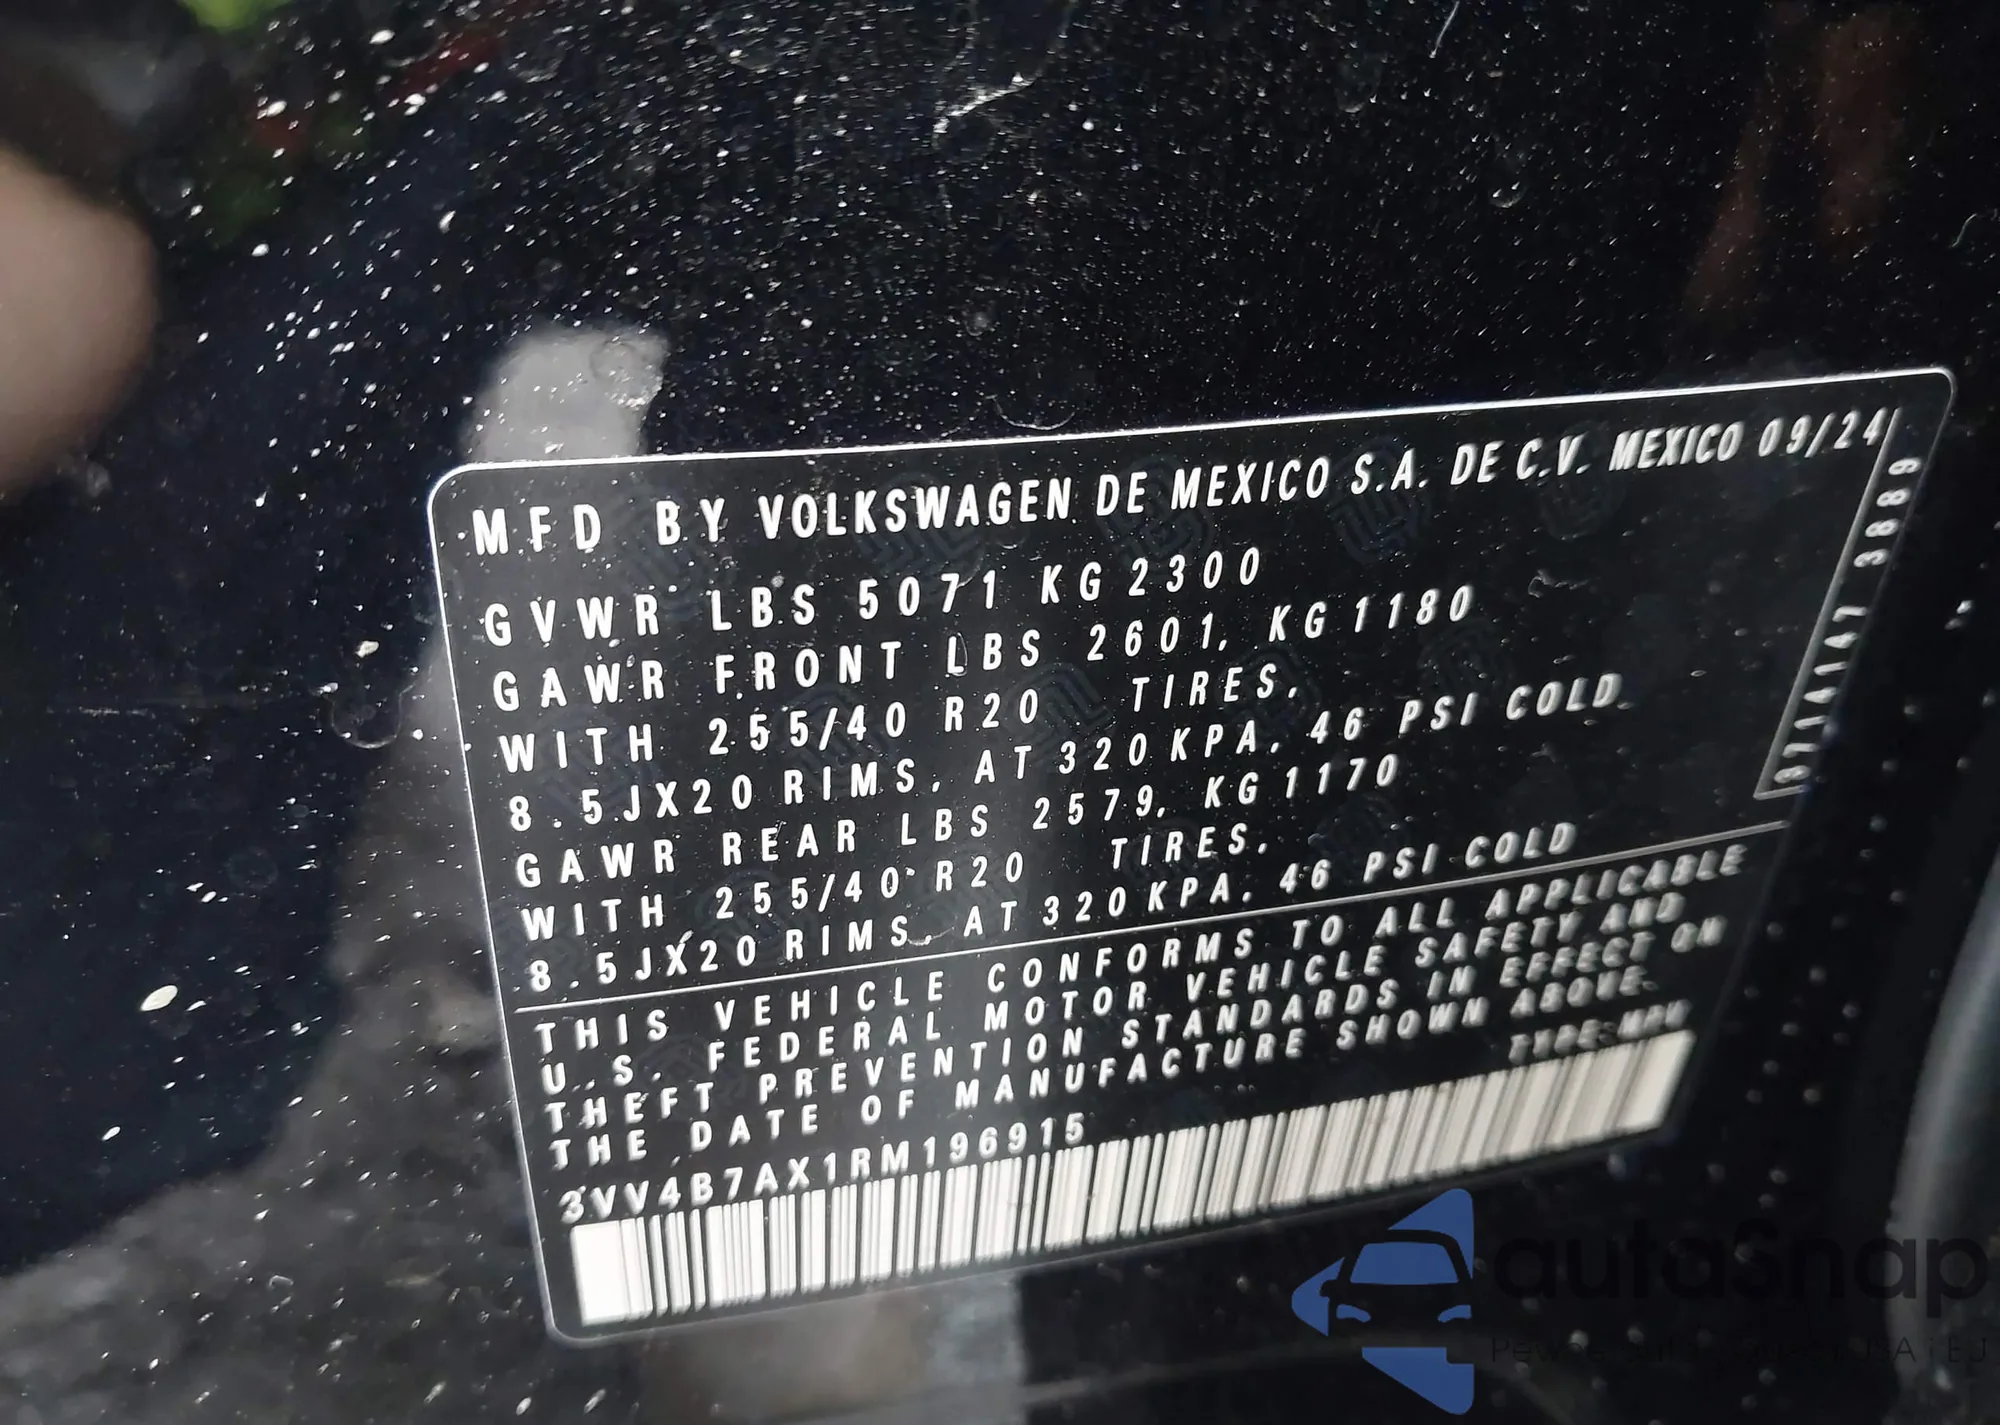 MFD BY VOLKSWAGEN DE MEXICO S.A. DE C.V. MEXICO 09/24
GVWR LBS 5071 KG 2300
GAWR FRONT LBS 2601, KG 1180
WITH 255/40 R20 TIRES,
8.5JX20 RIMS, AT 320 KPA, 46 PSI COLD
GAWR REAR LBS 2579, KG 1170
WITH 255/40 R20 TIRES,
8.5JX20 RIMS, AT 320 KPA, 46 PSI COLD
THIS VEHICLE CONFORMS TO ALL APPLICABLE
U.S. FEDERAL MOTOR VEHICLE SAFETY AND
THEFT PREVENTION STANDARDS IN EFFECT ON
THE DATE OF MANUFACTURE SHOWN ABOVE.
TYPE-MPV
3VV4B7AX1RM196915
3889
autaSnap